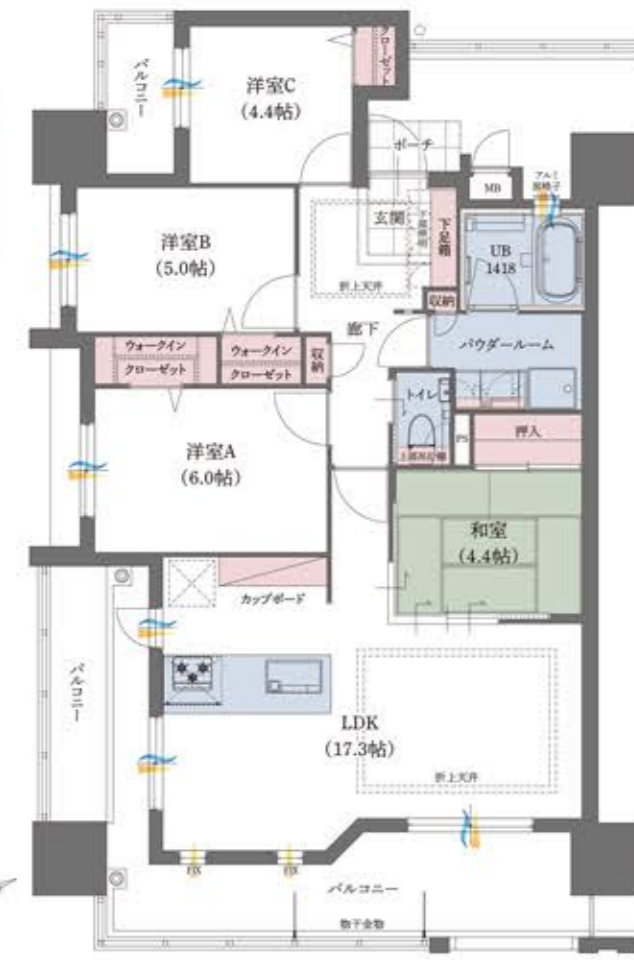 バルコニー
洋室C
(4.4帖)
クローゼット
ポーチ
MB
アルミ
面格子
洋室B
(5.0帖)
玄関
下足箱
折上天井
UB
1418
収納
廊下
パウダールーム
ウォークイン
クローゼット
ウォークイン
クローゼット
収納
トイレ
PS
押入
洋室A
(6.0帖)
上部吊戸棚
和室
(4.4帖)
カップボード
バルコニー
LDK
(17.3帖)
折上天井
FIX
FIX
バルコニー
物干金物